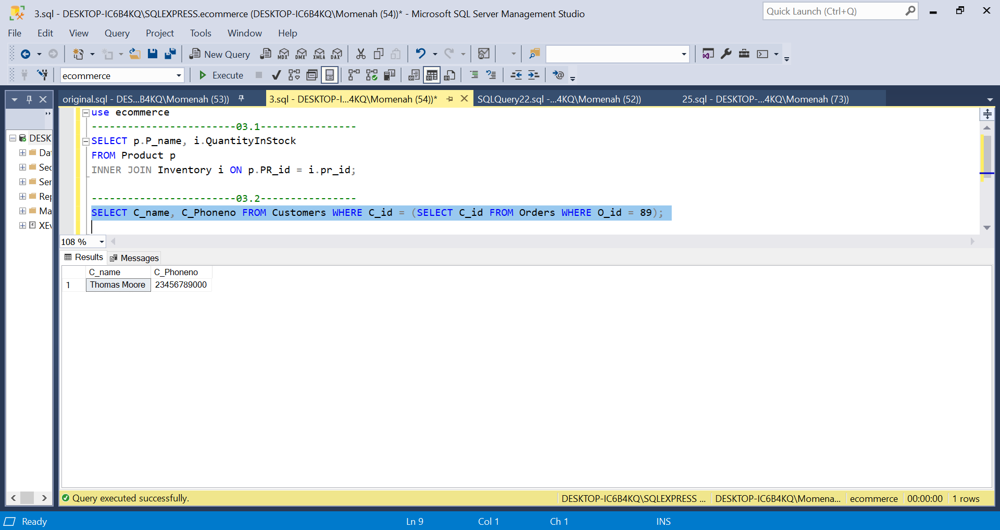 3.sql - DESKTOP-IC6B4KQ\SQLEXPRESS.ecommerce (DESKTOP-IC6B4KQ\Momenah (54))* - Microsoft SQL Server Management Studio
Quick Launch (Ctrl+Q)
File Edit View Query Project Tools Window Help
New Query MDX DMX XMLA DAX
ecommerce Execute
original.sql - DES...B4KQ\Momenah (53)) 3.sql - DESKTOP-I...4KQ\Momenah (54))* SQLQuery22.sql -...4KQ\Momenah (52)) 25.sql - DESKTOP-...4KQ\Momenah (73))
DESK
Dat
Sec
Ser
Rep
Ma
XEv
use ecommerce
------------------------03.1----------------
SELECT p.P_name, i.QuantityInStock
FROM Product p
INNER JOIN Inventory i ON p.PR_id = i.pr_id;
------------------------03.2----------------
SELECT C_name, C_Phoneno FROM Customers WHERE C_id = (SELECT C_id FROM Orders WHERE O_id = 89);
108 %
Results Messages
C_name C_Phoneno
1 Thomas Moore 23456789000
Query executed successfully. DESKTOP-IC6B4KQ\SQLEXPRESS ... DESKTOP-IC6B4KQ\Momena... ecommerce 00:00:00 1 rows
Ready Ln 9 Col 1 Ch 1 INS